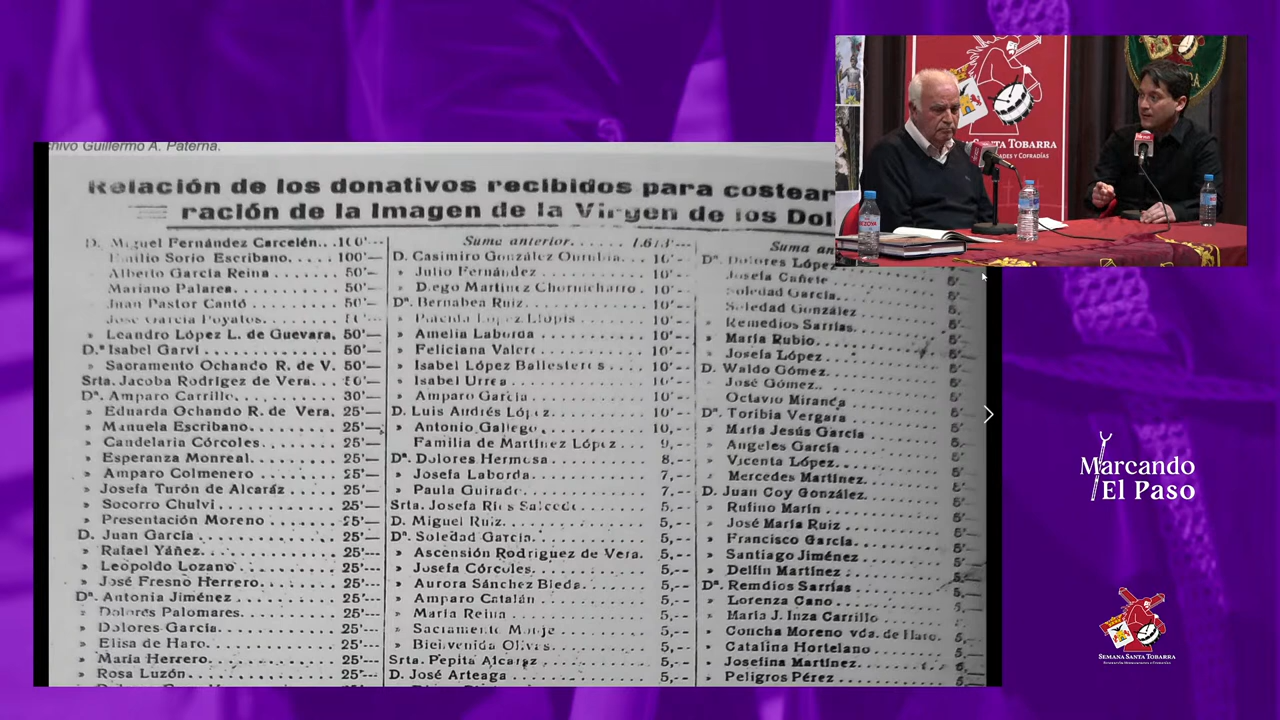 chivo Guillermo A. Paterna.
Relación de los donativos recibidos para costear
ración de la Imagen de la Virgen de los Dol
D. Miguel Fernández Carcelén... 100'---
Emilio Sorio Escribano. 100'---
Alberto García Reina 50'---
Mariano Palarea. 50'---
Juan Pastor Cantó 50'---
José García Poyatos.
» Leandro López L. de Guevara. 50'—
D.ª Isabel Garví 50'—
» Sacramento Ochando R. de V. 50'—
Srta. Jacoba Rodrigez de Vera.
Dª. Amparo Carrillo. 30'
» Eduarda Ochando R. de Vera. 25'—
» Manuela Escribano. 25'—
» Candelaria Córcoles. 25'—
» Esperanza Monreal. 25'—
» Amparo Colmenero 25'—
» Josefa Turón de Alcaráz 25'—
» Socorro Chulvi 25'—
» Presentación Moreno 25'—
D. Juan García 25'—
» Rafael Yáñez. 25'---
» Leopoldo Lozano 25'---
» José Fresno Herrero. 25'---
Dª. Antonia Jiménez 25'---
» Dolores Palomares. 25'---
» Dolores García. 25'---
» Elisa de Haro. 25'---
» María Herrero. 25'---
» Rosa Luzón. 25'---
Suma anterior.
D. Casimiro González
» Julio Fernández 10'--
» Diego Martínez Chornicharro. 10'--
Dª. Bernabea Ruiz. 10'--
» Plácida López Llopis 10'--
» Amelia Laborda 10'--
» Feliciana Valero 10'--
» Isabel López Ballesteros 10'--
» Isabel Urrea
» Amparo García 10'--
D. Luis Andrés López. 10'--
» Antonio Gallego. 10,--
Familia de Martínez López 9,--
Dª. Dolores Hermosa 8,--
» Josefa Laborda 7,--
» Paula Guirado. 7,--
Srta. Josefa Ríos Salcedo 5,--
D. Miguel Ruiz. 5,--
Dª. Soledad García. 5,--
» Ascensión Rodríguez de Vera. 5,--
» Josefa Córcoles. 5,--
» Aurora Sánchez Bleda. 5,--
» Amparo Catalán 5,--
» María Reina 5,--
» Sacramento Monje 5,--
» Bienvenida Olivas. 5,--
Srta. Pepita Alcaraz 5,--
D. José Arteaga 5,--
Suma an
Dª. Dolores López
» Josefa Cañete
» Soledad García.
» Soledad González
» Remedios Sarrias.
» María Rubio
» Josefa López
D. Waldo Gómez.
» José Gómez..
Octavio Miranda
Dª. Toribia Vergara
» María Jesús García
» Angeles García
» Vicenta López.
» Mercedes Martínez.
D. Juan Coy González.
» Rufino Marín
» José María Ruiz
» Francisco García.
» Santiago Jiménez
» Delfín Martínez
Dª. Remdios Sarrías
» Lorenza Cano
» María J. Inza Carrillo
» Concha Moreno vda. de Haro.
» Catalina Hortelano
» Josefina Martínez.
» Peligros Pérez
SANTA TOBARRA
ADES Y COFRADÍAS
Marcando
El Paso
SEMANA SANTA TOBARRA